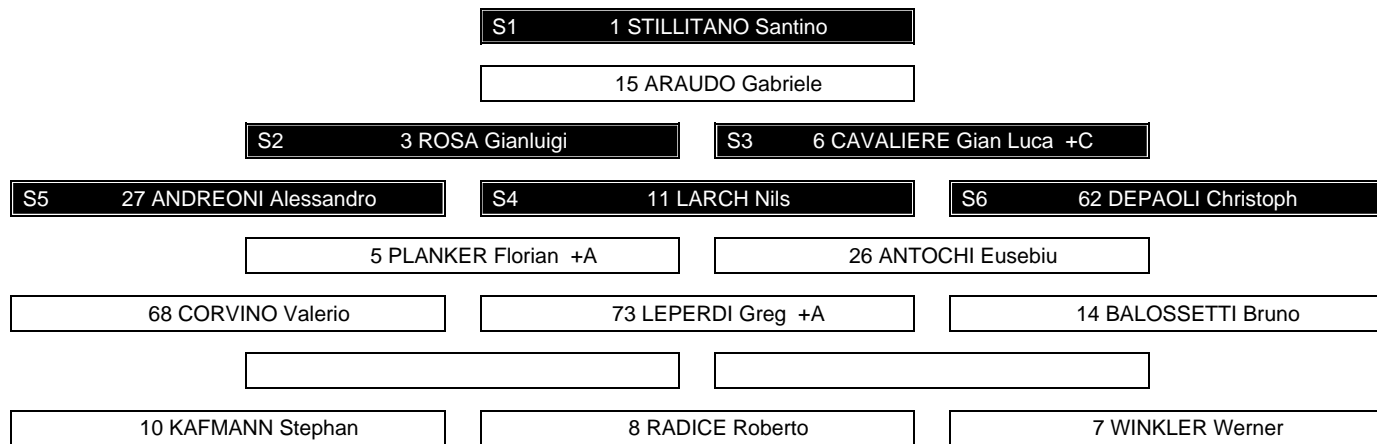 S1 1 STILLITANO Santino
15 ARAUDO Gabriele
S2 3 ROSA Gianluigi S3 6 CAVALIERE Gian Luca +C
S5 27 ANDREONI Alessandro S4 11 LARCH Nils S6 62 DEPAOLI Christoph
5 PLANKER Florian +A 26 ANTOCHI Eusebiu
68 CORVINO Valerio 73 LEPERDI Greg +A 14 BALOSSETTI Bruno
10 KAFMANN Stephan 8 RADICE Roberto 7 WINKLER Werner